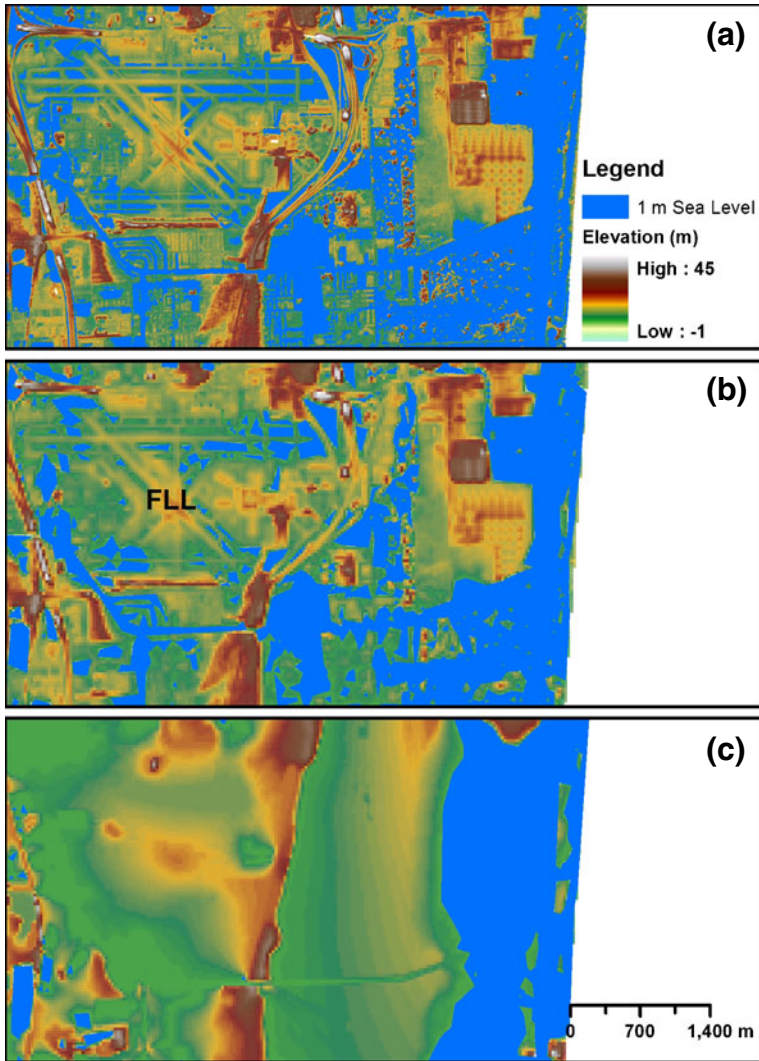 (a)
Legend
1 m Sea Level
Elevation (m)
High : 45
Low : -1
(b)
FLL
(c)
0 700 1,400 m